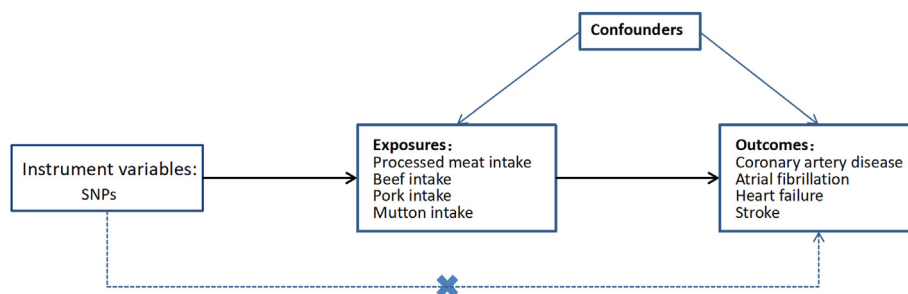 Confounders
Instrument variables:
SNPs
Exposures：
Processed meat intake
Beef intake
Pork intake
Mutton intake
Outcomes：
Coronary artery disease
Atrial fibrillation
Heart failure
Stroke